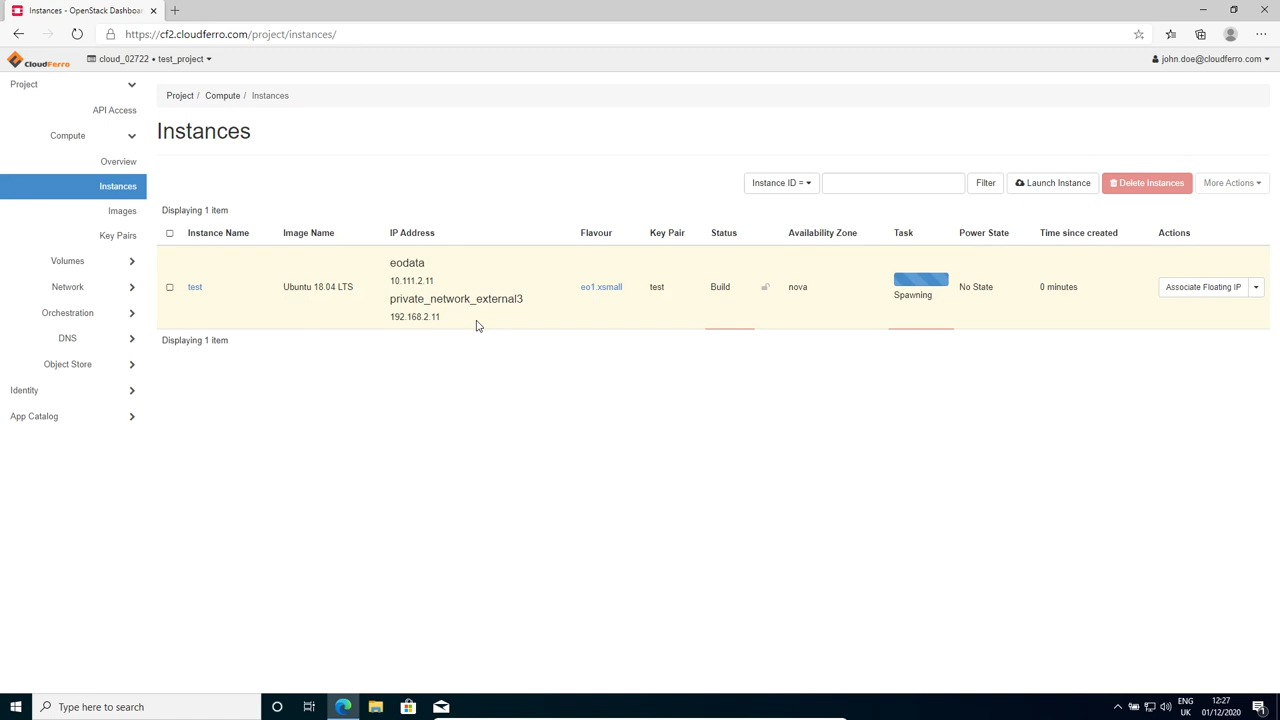 Instances - OpenStack Dashboa
https://cf2.cloudferro.com/project/instances/
CloudFerro
cloud_02722 • test_project
john.doe@cloudferro.com
Project
API Access
Compute
Overview
Instances
Images
Key Pairs
Volumes
Network
Orchestration
DNS
Object Store
Identity
App Catalog
Project / Compute / Instances
Instances
Instance ID =
Filter
Launch Instance
Delete Instances
More Actions
Displaying 1 item
Instance Name Image Name IP Address Flavour Key Pair Status Availability Zone Task Power State Time since created Actions
eodata
10.111.2.11
private_network_external3
192.168.2.11
test Ubuntu 18.04 LTS eo1.xsmall test Build nova Spawning No State 0 minutes Associate Floating IP
Displaying 1 item
Type here to search
ENG
UK
12:27
01/12/2020
1